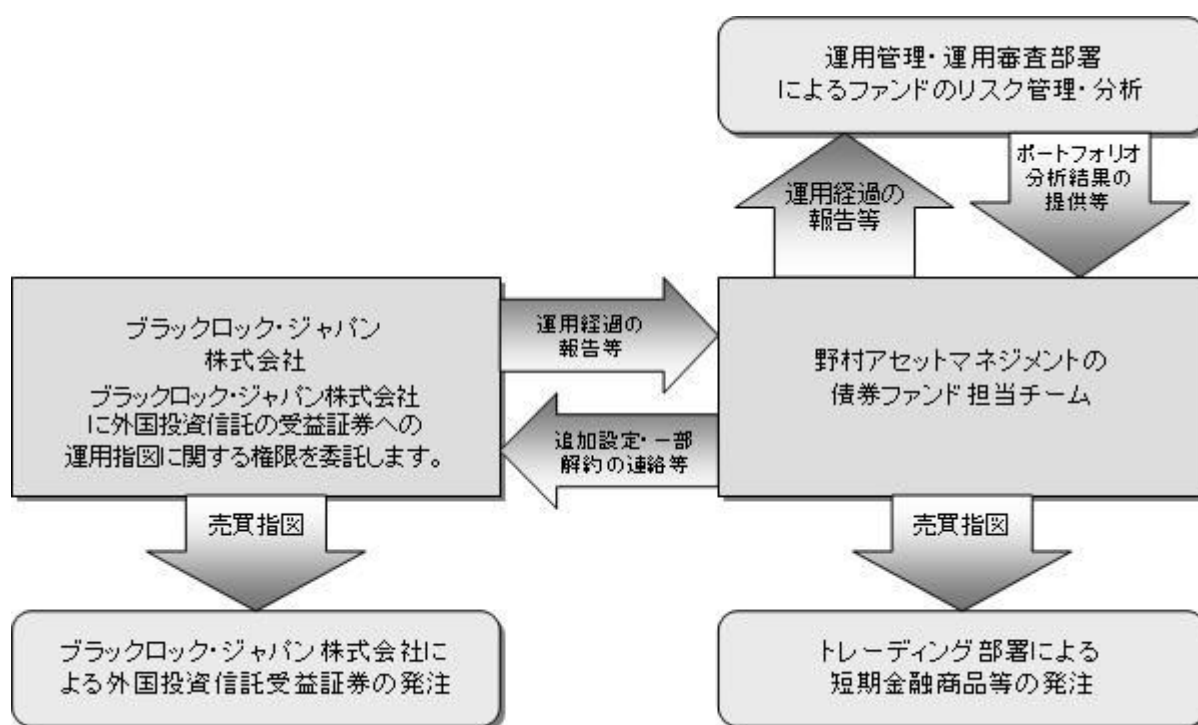 運用管理・運用審査部署
によるファンドのリスク管理・分析
運用経過の
報告等
ポートフォリオ
分析結果の
提供等
ブラックロック・ジャパン
株式会社
ブラックロック・ジャパン株式会社
に外国投資信託の受益証券への
運用指図に関する権限を委託します。
運用経過の
報告等
追加設定・一部
解約の連絡等
野村アセットマネジメントの
債券ファンド担当チーム
売買指図
売買指図
ブラックロック・ジャパン株式会社に
よる外国投資信託受益証券の発注
トレーディング部署による
短期金融商品等の発注